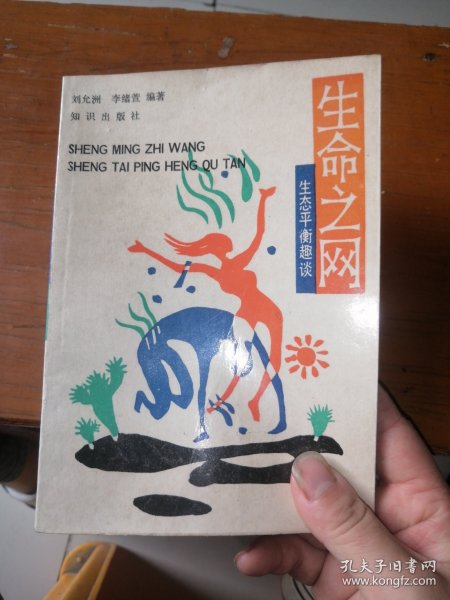 刘允洲 李绪萱 编著
知识出版社
SHENG MING ZHI WANG
SHENG TAI PING HENG QU TAN
生命之网
生态平衡趣谈
孔夫子旧书网
www.kongfz.com